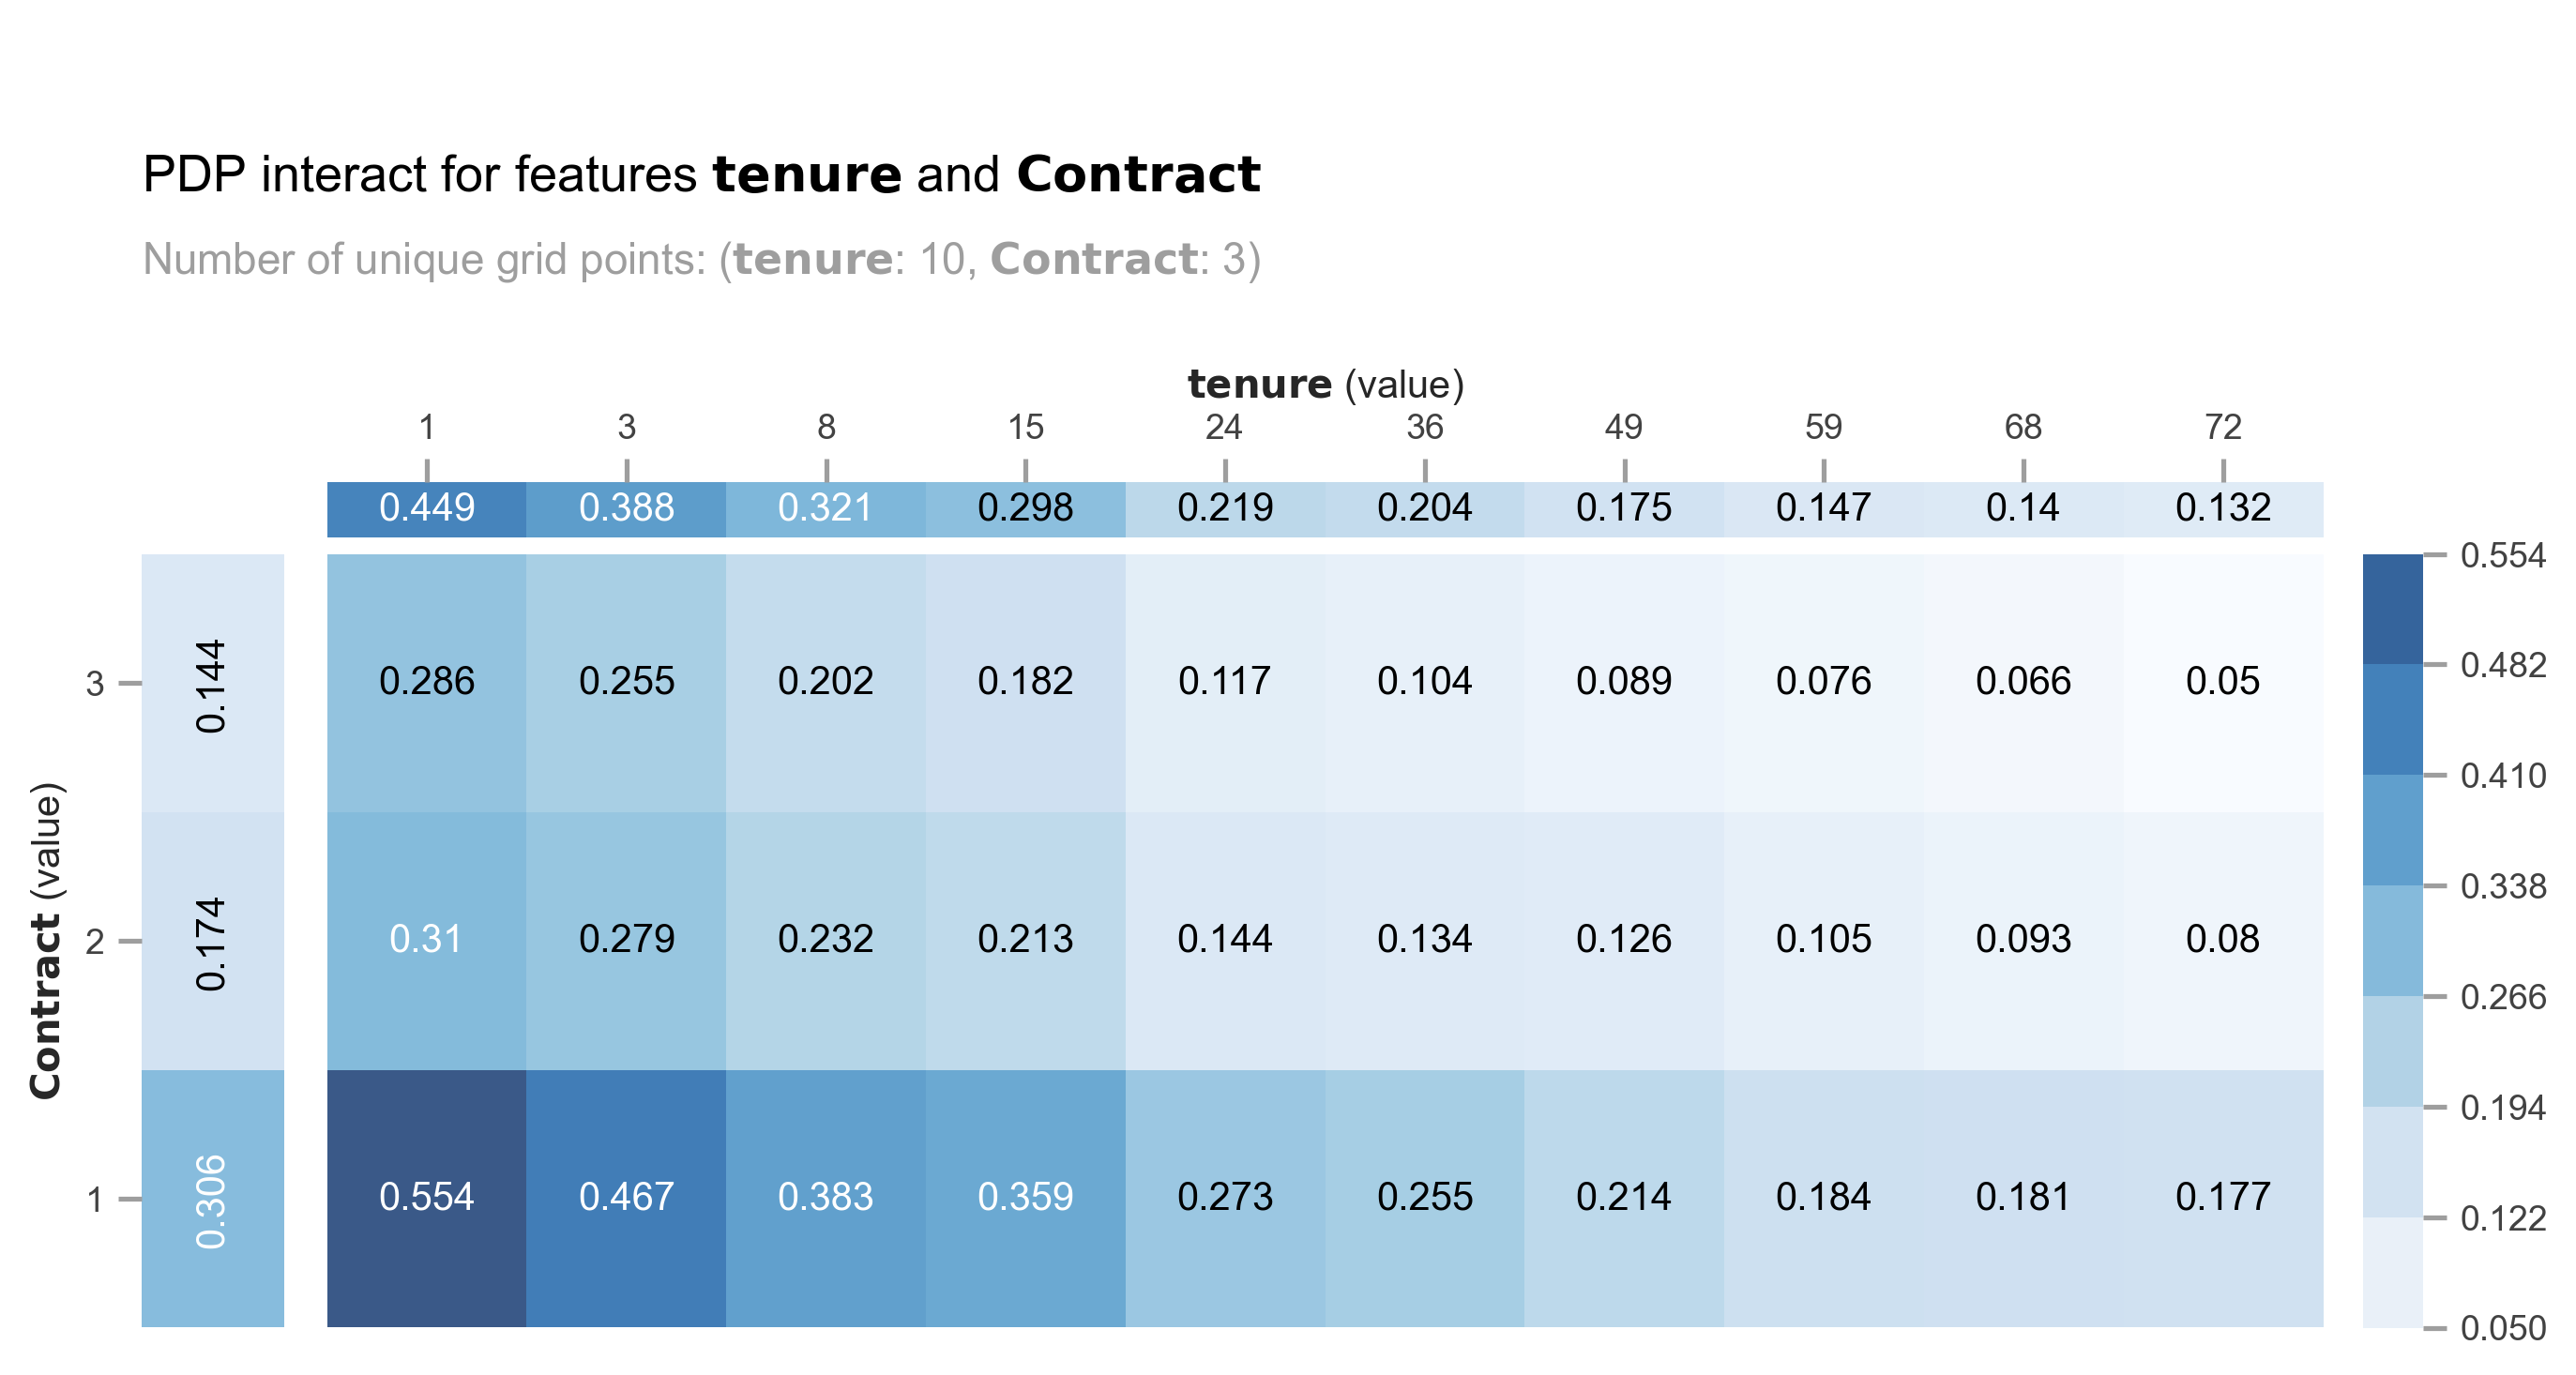 PDP interact for features tenure and Contract
Number of unique grid points: (tenure: 10, Contract: 3)
tenure (value)
1 3 8 15 24 36 49 59 68 72
0.449 0.388 0.321 0.298 0.219 0.204 0.175 0.147 0.14 0.132
Contract (value)
3 0.144 0.286 0.255 0.202 0.182 0.117 0.104 0.089 0.076 0.066 0.05
2 0.174 0.31 0.279 0.232 0.213 0.144 0.134 0.126 0.105 0.093 0.08
1 0.306 0.554 0.467 0.383 0.359 0.273 0.255 0.214 0.184 0.181 0.177
0.554
0.482
0.410
0.338
0.266
0.194
0.122
0.050